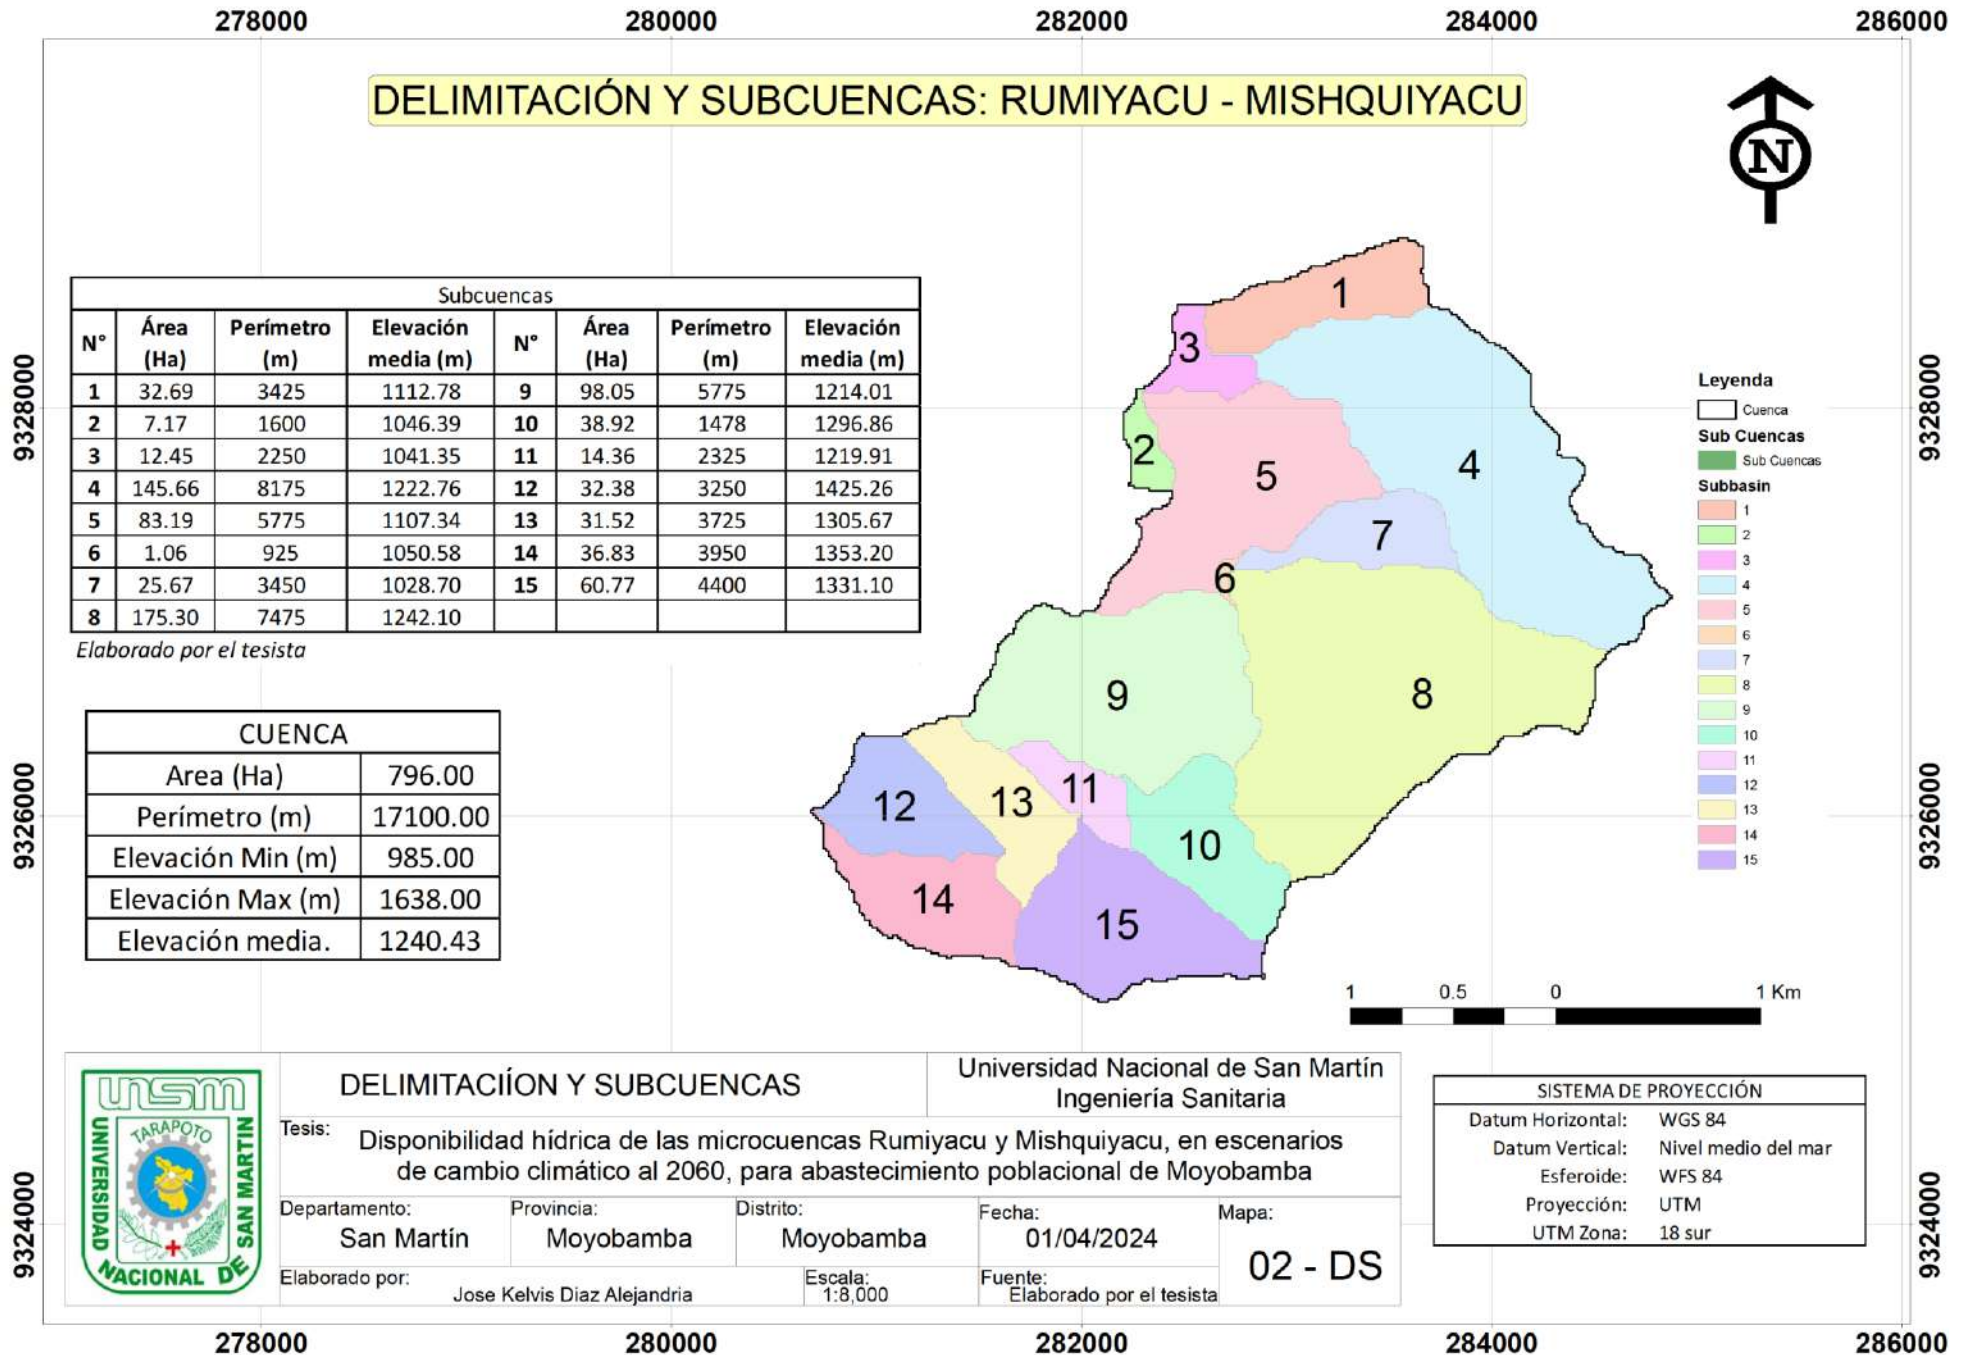 278000 280000 282000 284000 286000
DELIMITACIÓN Y SUBCUENCAS: RUMIYACU - MISHQUIYACU
N
Subcuencas
N° Área (Ha) Perímetro (m) Elevación media (m) N° Área (Ha) Perímetro (m) Elevación media (m)
1 32.69 3425 1112.78 9 98.05 5775 1214.01
2 7.17 1600 1046.39 10 38.92 1478 1296.86
3 12.45 2250 1041.35 11 14.36 2325 1219.91
4 145.66 8175 1222.76 12 32.38 3250 1425.26
5 83.19 5775 1107.34 13 31.52 3725 1305.67
6 1.06 925 1050.58 14 36.83 3950 1353.20
7 25.67 3450 1028.70 15 60.77 4400 1331.10
8 175.30 7475 1242.10
Elaborado por el tesista
CUENCA
Area (Ha) 796.00
Perímetro (m) 17100.00
Elevación Min (m) 985.00
Elevación Max (m) 1638.00
Elevación media. 1240.43
1
3
2
5
4
7
6
9
8
12
13
11
10
14
15
9328000
9326000
9324000
9328000
9326000
9324000
Leyenda
Cuenca
Sub Cuencas
Sub Cuencas
Subbasin
1
2
3
4
5
6
7
8
9
10
11
12
13
14
15
1 0.5 0 1 Km
unsm
TARAPOTO
UNIVERSIDAD
NACIONAL DE
SAN MARTIN
DELIMITACIÍON Y SUBCUENCAS
Universidad Nacional de San Martín
Ingeniería Sanitaria
Tesis: Disponibilidad hídrica de las microcuencas Rumiyacu y Mishquiyacu, en escenarios
de cambio climático al 2060, para abastecimiento poblacional de Moyobamba
Departamento: Provincia: Distrito: Fecha: Mapa:
San Martín Moyobamba Moyobamba 01/04/2024
02 - DS
Elaborado por: Escala: Fuente:
Jose Kelvis Diaz Alejandria 1:8,000 Elaborado por el tesista
SISTEMA DE PROYECCIÓN
Datum Horizontal: WGS 84
Datum Vertical: Nivel medio del mar
Esferoide: WFS 84
Proyección: UTM
UTM Zona: 18 sur
278000 280000 282000 284000 286000